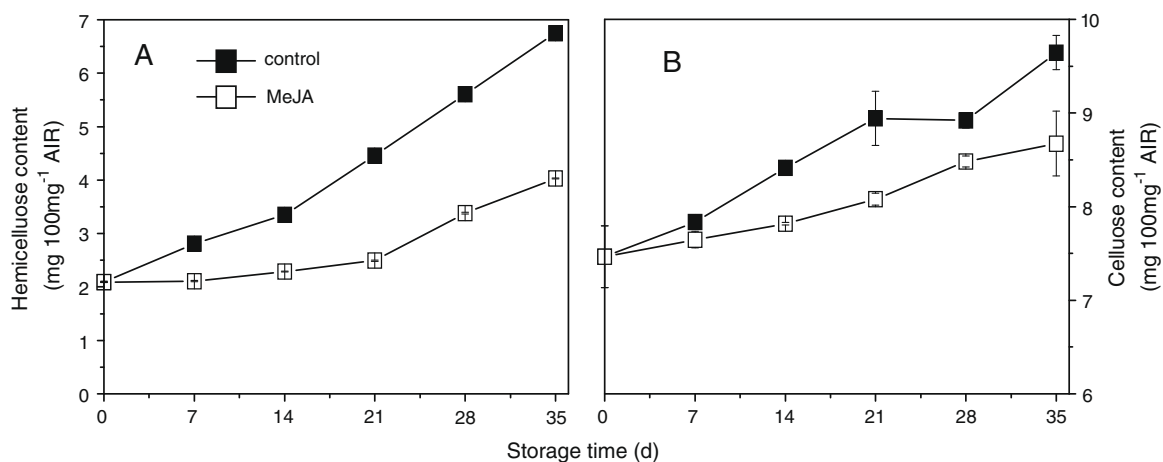 A
control
MeJA
Hemicelluose content
(mg 100mg-1 AIR)
7
6
5
4
3
2
1
0
0 7 14 21 28 35
B
Celluose content
(mg 100mg-1 AIR)
10
9
8
7
6
0 7 14 21 28 35
Storage time (d)